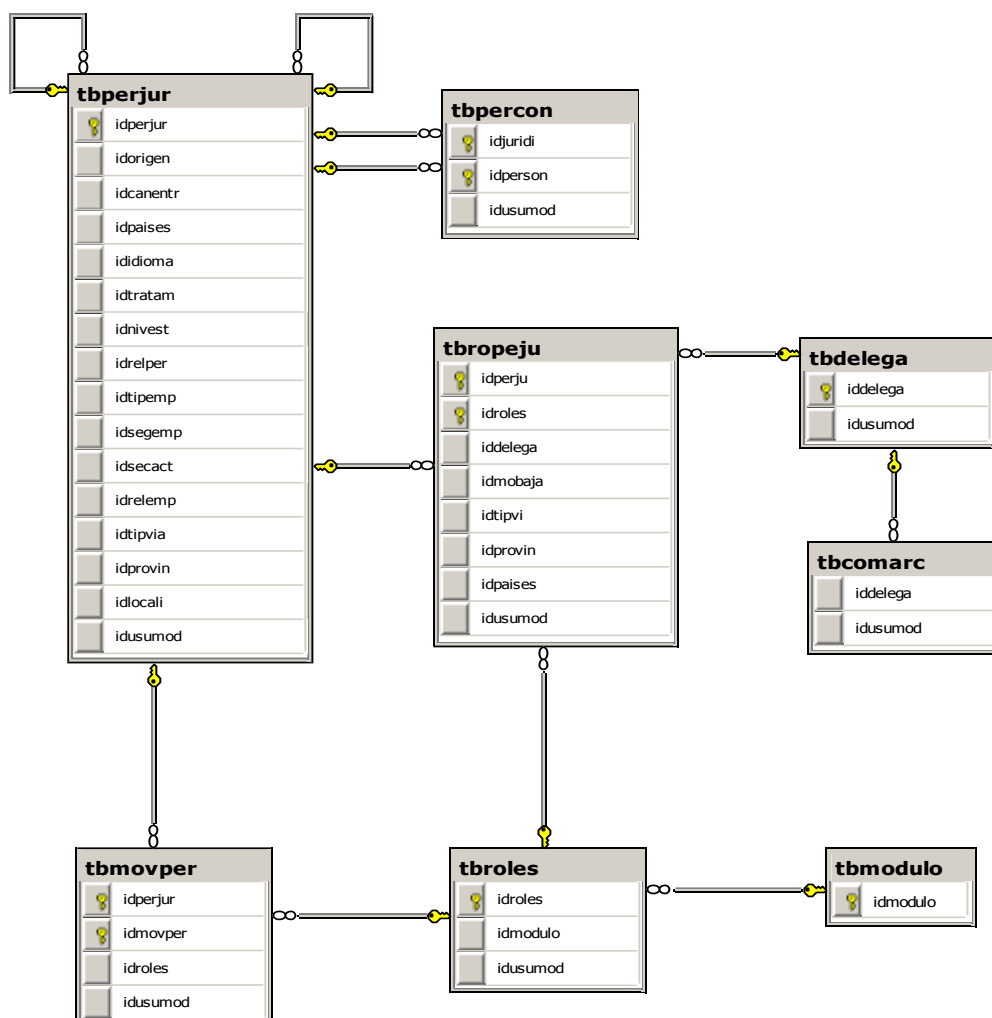 tbperjur
idperjur
idorigen
idcanentr
idpaises
ididioma
idtratam
idnivest
idrelper
idtipemp
idsegemp
idsecact
idrelemp
idtipvia
idprovin
idlocali
idusumod
tbpercon
idjuridi
idperson
idusumod
tbropeju
idperju
idroles
iddelega
idmobaja
idtipvi
idprovin
idpaises
idusumod
tbdelega
iddelega
idusumod
tbcomarc
iddelega
idusumod
tbmovper
idperjur
idmovper
idroles
idusumod
tbroles
idroles
idmodulo
idusumod
tbmodulo
idmodulo